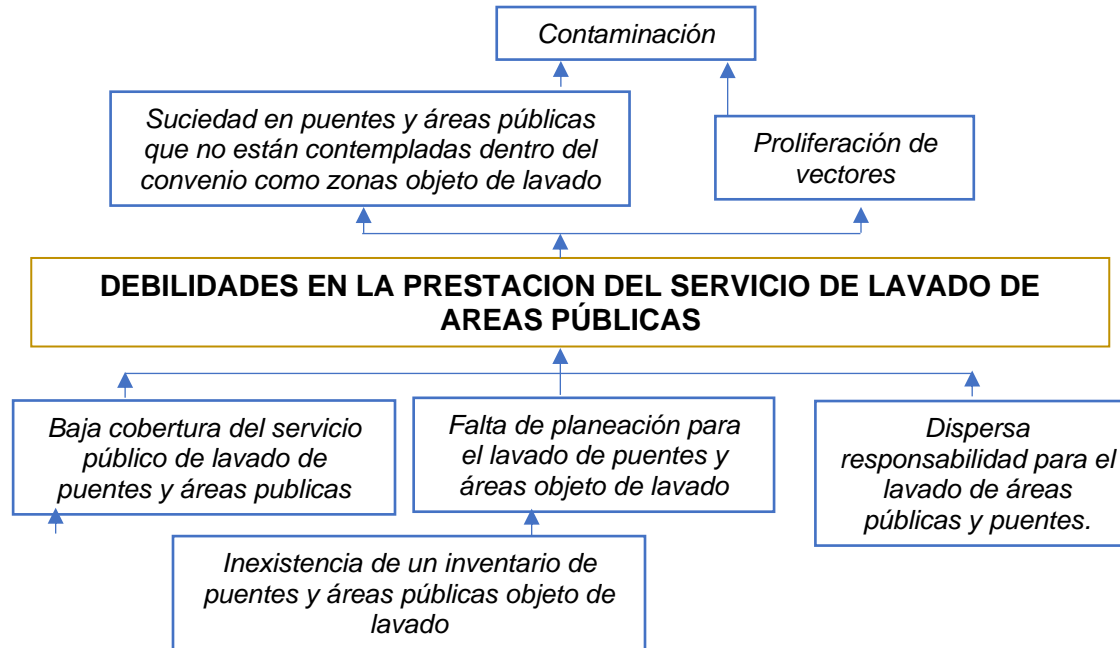 Contaminación
Suciedad en puentes y áreas públicas
que no están contempladas dentro del
convenio como zonas objeto de lavado
Proliferación de
vectores
DEBILIDADES EN LA PRESTACION DEL SERVICIO DE LAVADO DE
AREAS PÚBLICAS
Baja cobertura del servicio
público de lavado de
puentes y áreas publicas
Falta de planeación para
el lavado de puentes y
áreas objeto de lavado
Dispersa
responsabilidad para el
lavado de áreas
públicas y puentes.
Inexistencia de un inventario de
puentes y áreas públicas objeto de
lavado